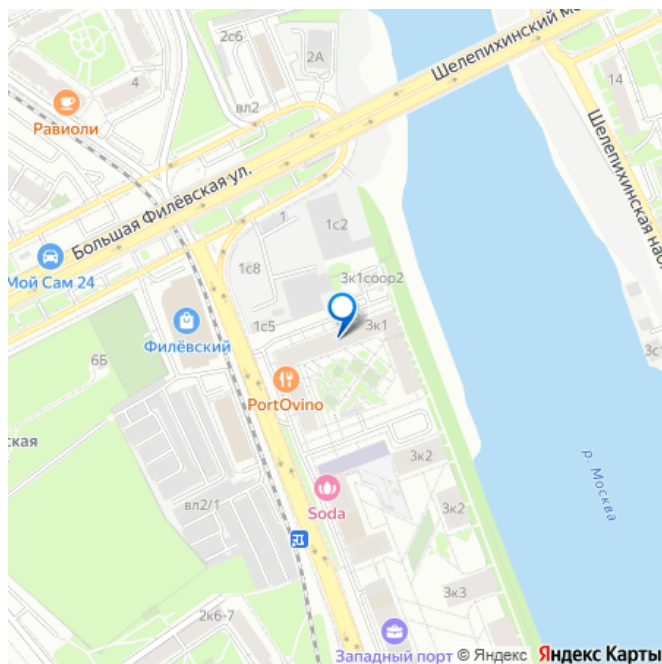 2с6
2А
Шелепихинский мо
4
вл2
14
Равиоли
Шелепихинская наб.
Большая Филёвская ул.
1
1с2
1с8
3к1соор2
Мой Сам 24
1с5
3к1
Филёвский
3с1
6Б
PortOvino
ская
3к2
р. Москва
вл2/1
Soda
3к2
3к3
2к6-7
Западный порт
© Яндекс Яндекс Карты